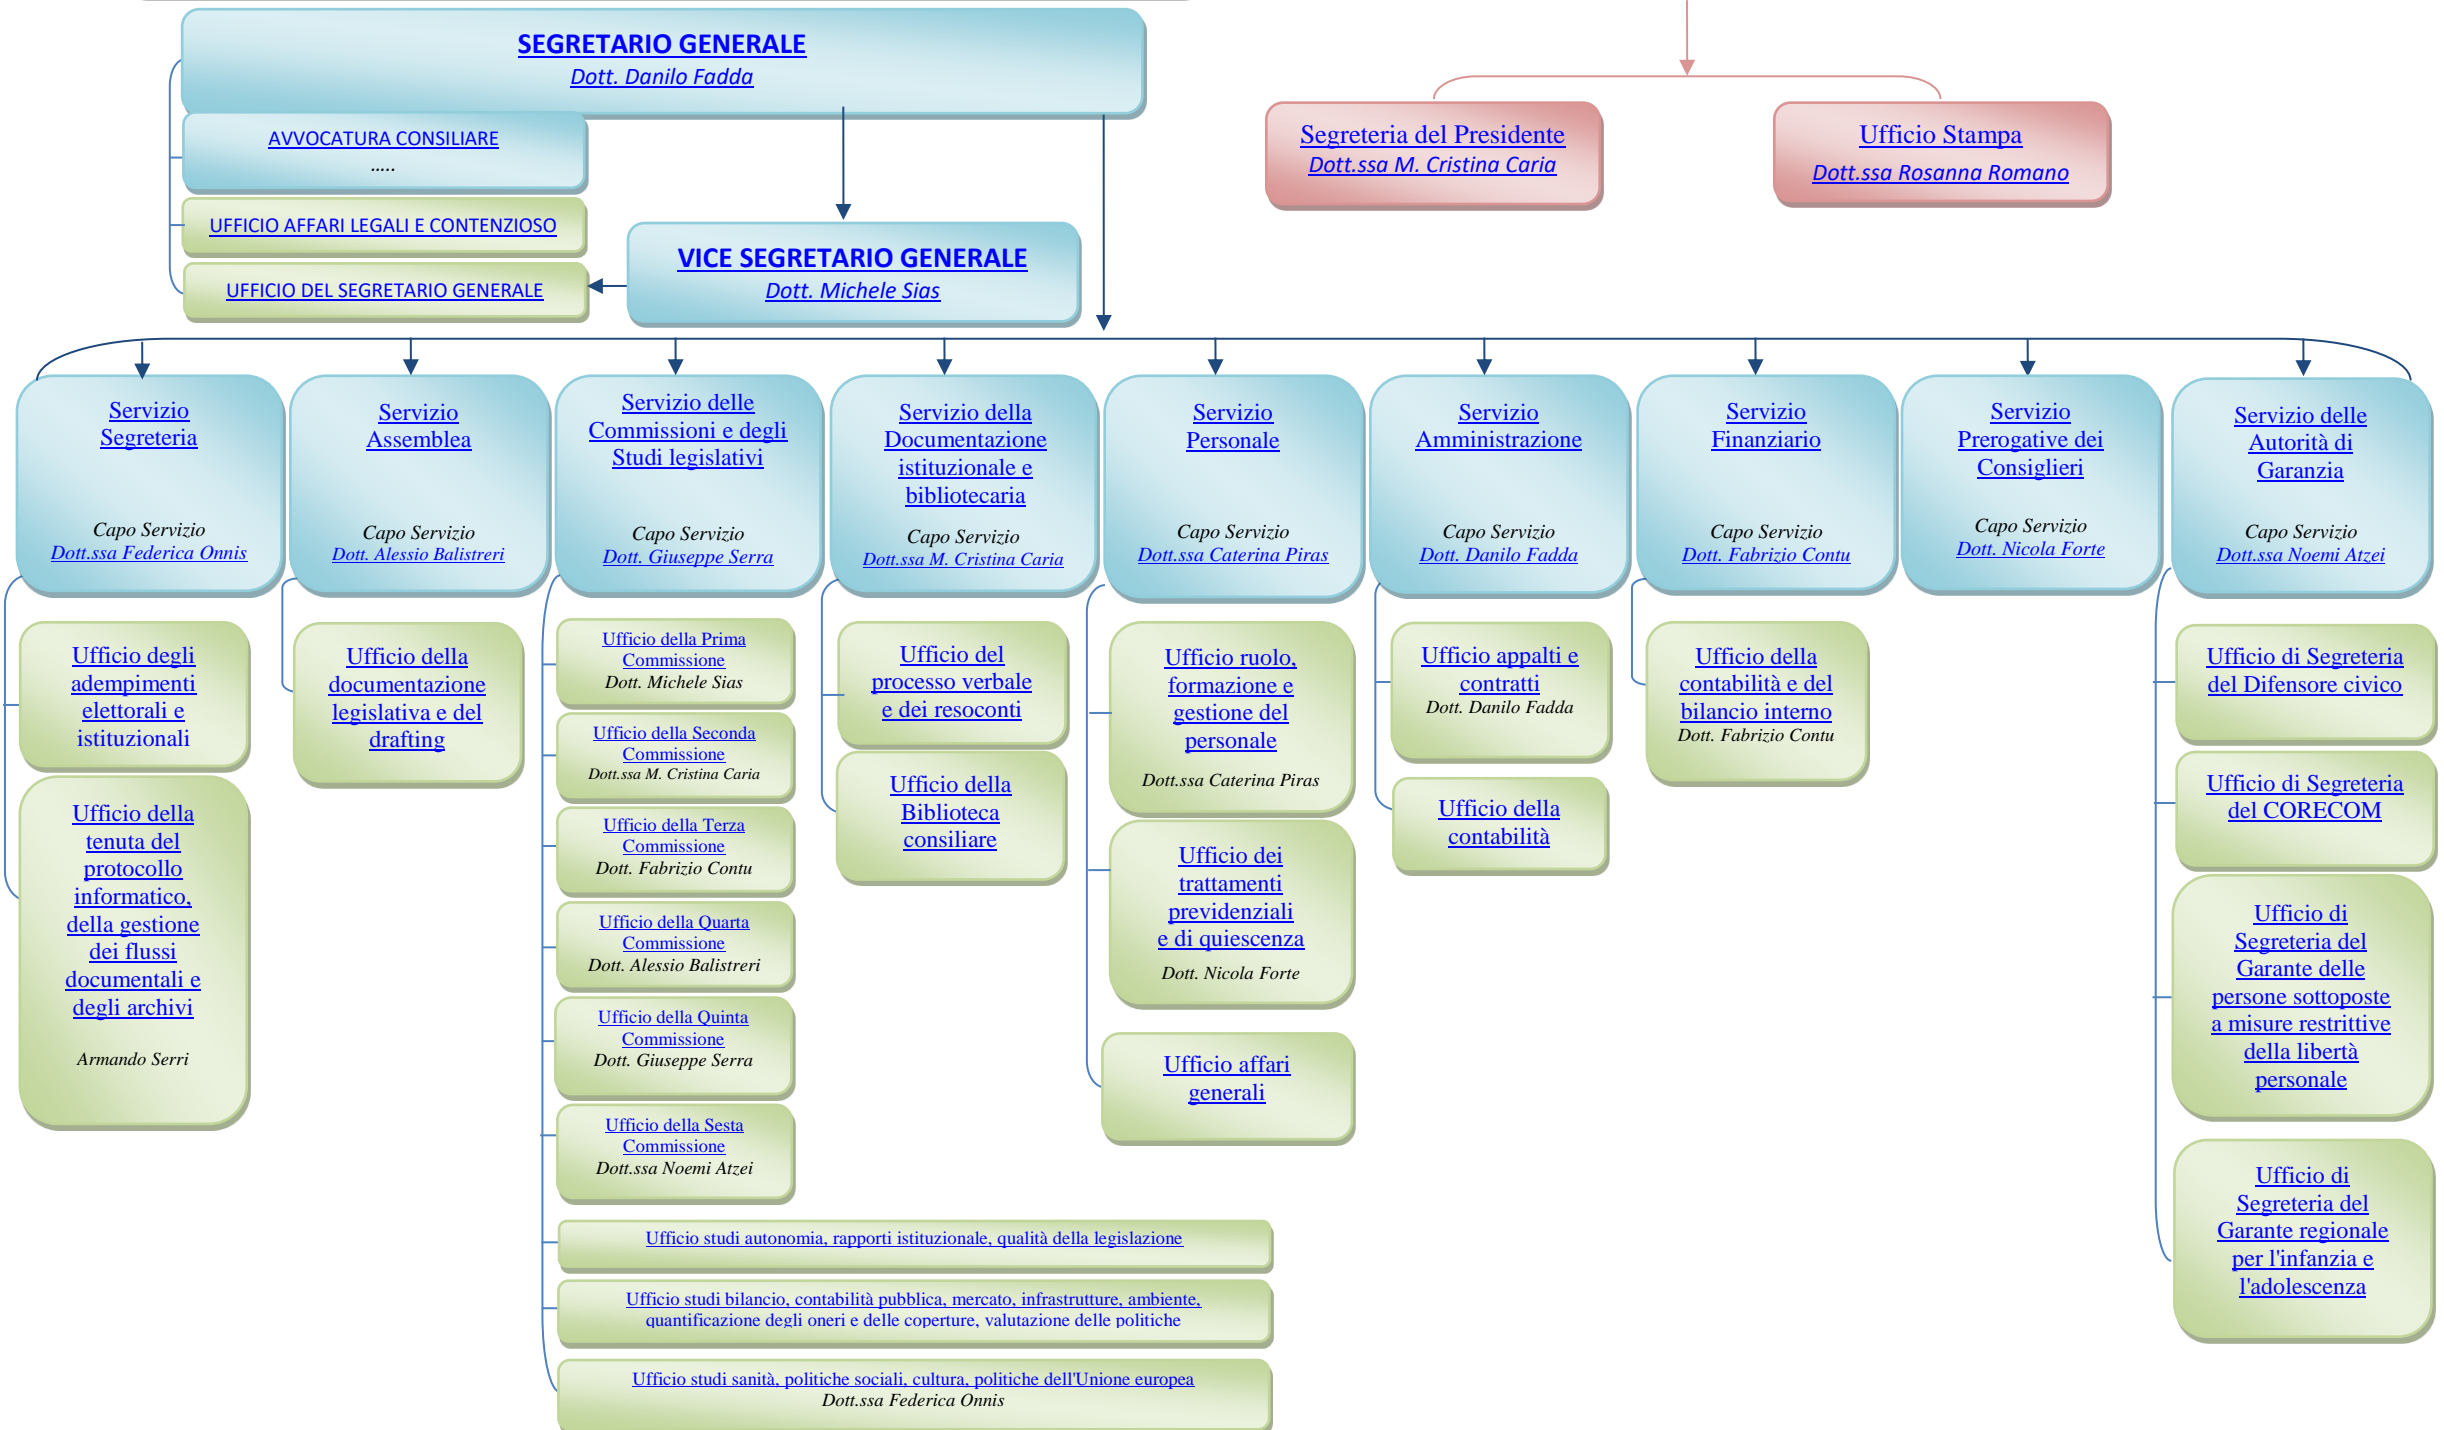 SEGRETARIO GENERALE
Dott. Danilo Fadda
AVVOCATURA CONSILIARE
.....
UFFICIO AFFARI LEGALI E CONTENZIOSO
UFFICIO DEL SEGRETARIO GENERALE
VICE SEGRETARIO GENERALE
Dott. Michele Sias
Segreteria del Presidente
Dott.ssa M. Cristina Caria
Ufficio Stampa
Dott.ssa Rosanna Romano
Servizio
Segreteria
Capo Servizio
Dott.ssa Federica Onnis
Servizio
Assemblea
Capo Servizio
Dott. Alessio Balistreri
Servizio delle
Commissioni e degli
Studi legislativi
Capo Servizio
Dott. Giuseppe Serra
Servizio della
Documentazione
istituzionale e
bibliotecaria
Capo Servizio
Dott.ssa M. Cristina Caria
Servizio
Personale
Capo Servizio
Dott.ssa Caterina Piras
Servizio
Amministrazione
Capo Servizio
Dott. Danilo Fadda
Servizio
Finanziario
Capo Servizio
Dott. Fabrizio Contu
Servizio
Prerogative dei
Consiglieri
Capo Servizio
Dott. Nicola Forte
Servizio delle
Autorità di
Garanzia
Capo Servizio
Dott.ssa Noemi Atzei
Ufficio degli
adempimenti
elettorali e
istituzionali
Ufficio della
tenuta del
protocollo
informatico,
della gestione
dei flussi
documentali e
degli archivi
Armando Serri
Ufficio della
documentazione
legislativa e del
drafting
Ufficio della Prima
Commissione
Dott. Michele Sias
Ufficio della Seconda
Commissione
Dott.ssa M. Cristina Caria
Ufficio della Terza
Commissione
Dott. Fabrizio Contu
Ufficio della Quarta
Commissione
Dott. Alessio Balistreri
Ufficio della Quinta
Commissione
Dott. Giuseppe Serra
Ufficio della Sesta
Commissione
Dott.ssa Noemi Atzei
Ufficio studi autonomia, rapporti istituzionale, qualità della legislazione
Ufficio studi bilancio, contabilità pubblica, mercato, infrastrutture, ambiente,
quantificazione degli oneri e delle coperture, valutazione delle politiche
Ufficio studi sanità, politiche sociali, cultura, politiche dell'Unione europea
Dott.ssa Federica Onnis
Ufficio del
processo verbale
e dei resoconti
Ufficio della
Biblioteca
consiliare
Ufficio ruolo,
formazione e
gestione del
personale
Dott.ssa Caterina Piras
Ufficio dei
trattamenti
previdenziali
e di quiescenza
Dott. Nicola Forte
Ufficio affari
generali
Ufficio appalti e
contratti
Dott. Danilo Fadda
Ufficio della
contabilità
Ufficio della
contabilità e del
bilancio interno
Dott. Fabrizio Contu
Ufficio di Segreteria
del Difensore civico
Ufficio di Segreteria
del CORECOM
Ufficio di
Segreteria del
Garante delle
persone sottoposte
a misure restrittive
della libertà
personale
Ufficio di
Segreteria del
Garante regionale
per l'infanzia e
l'adolescenza